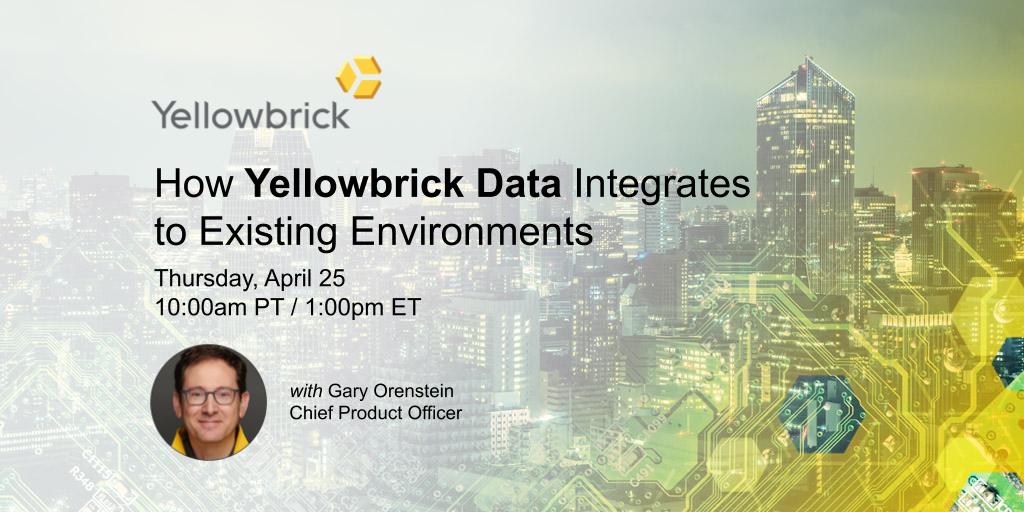 Yellowbrick
How Yellowbrick Data Integrates
to Existing Environments
Thursday, April 25
10:00am PT / 1:00pm ET
with Gary Orenstein
Chief Product Officer
R348